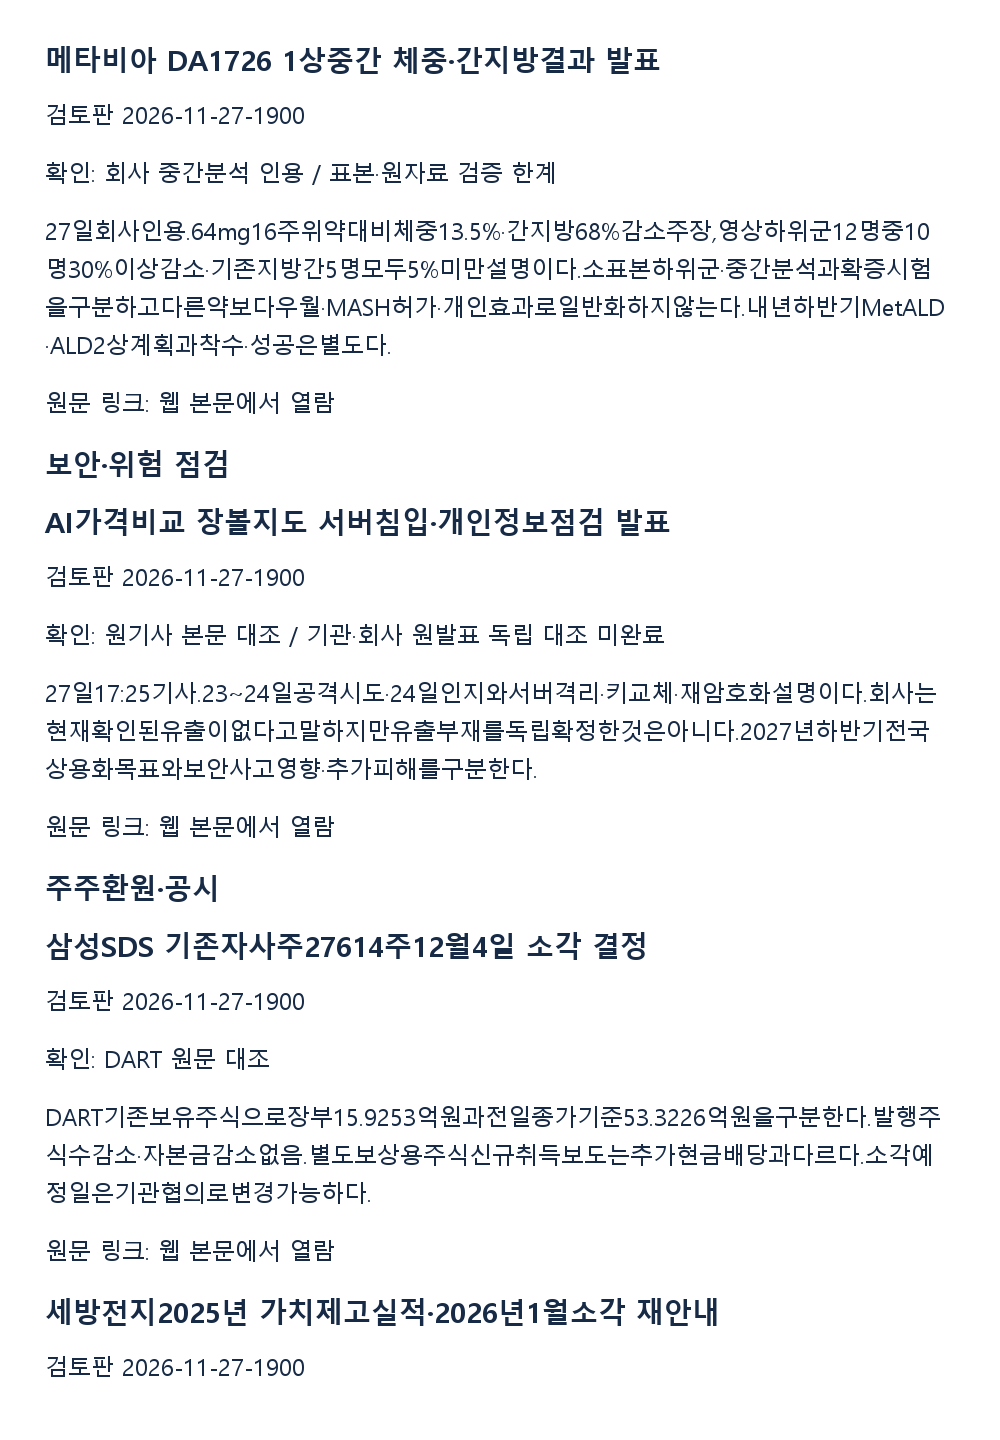 메타비아 DA1726 1상중간 체중·간지방결과 발표
검토판 2026-11-27-1900
확인: 회사 중간분석 인용 / 표본·원자료 검증 한계
27일회사인용.64mg16주위약대비체중13.5%·간지방68%감소주장,영상하위군12명중10
명30%이상감소·기존지방간5명모두5%미만설명이다.소표본하위군·중간분석과확증시험
을구분하고다른약보다우월·MASH허가·개인효과로일반화하지않는다.내년하반기MetALD
·ALD2상계획과착수·성공은별도다.
원문 링크: 웹 본문에서 열람
보안·위험 점검
AI가격비교 장볼지도 서버침입·개인정보점검 발표
검토판 2026-11-27-1900
확인: 원기사 본문 대조 / 기관·회사 원발표 독립 대조 미완료
27일17:25기사.23~24일공격시도·24일인지와서버격리·키교체·재암호화설명이다.회사는
현재확인된유출이없다고말하지만유출부재를독립확정한것은아니다.2027년하반기전국
상용화목표와보안사고영향·추가피해를구분한다.
원문 링크: 웹 본문에서 열람
주주환원·공시
삼성SDS 기존자사주27614주12월4일 소각 결정
검토판 2026-11-27-1900
확인: DART 원문 대조
DART기존보유주식으로장부15.9253억원과전일종가기준53.3226억원을구분한다.발행주
식수감소·자본금감소없음.별도보상용주식신규취득보도는추가현금배당과다르다.소각예
정일은기관협의로변경가능하다.
원문 링크: 웹 본문에서 열람
세방전지2025년 가치제고실적·2026년1월소각 재안내
검토판 2026-11-27-1900